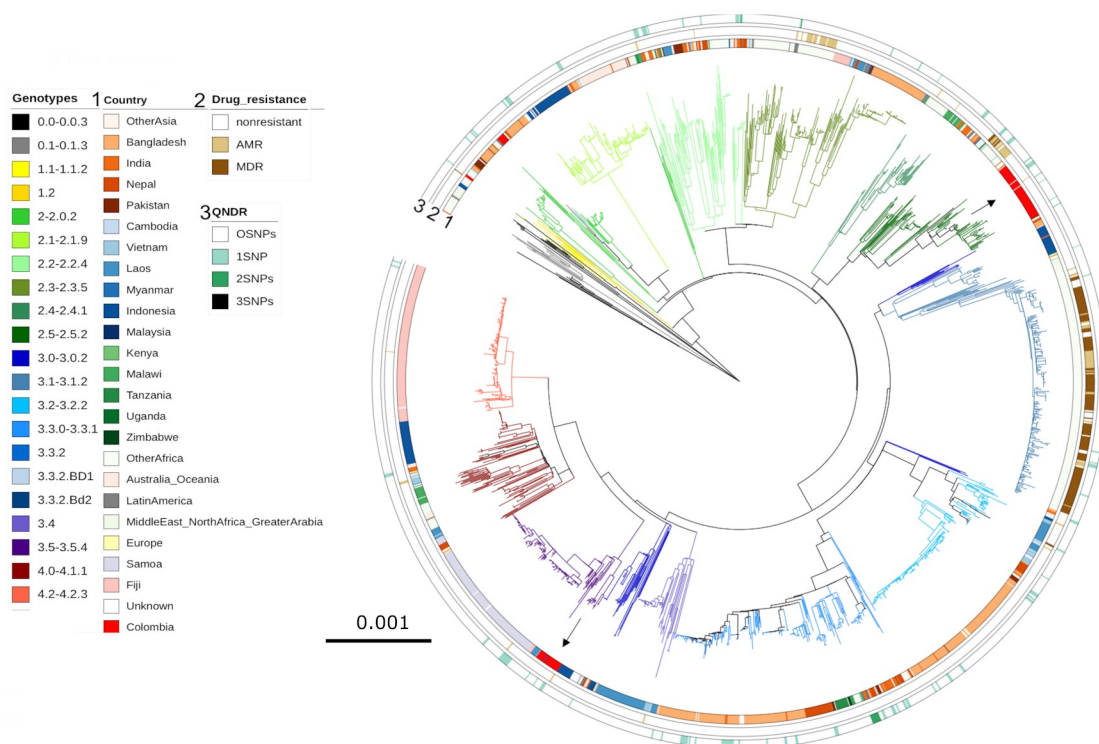 Genotypes
0.0-0.0.3
0.1-0.1.3
1.1-1.1.2
1.2
2-2.0.2
2.1-2.1.9
2.2-2.2.4
2.3-2.3.5
2.4-2.4.1
2.5-2.5.2
3.0-3.0.2
3.1-3.1.2
3.2-3.2.2
3.3.0-3.3.1
3.3.2
3.3.2.BD1
3.3.2.Bd2
3.4
3.5-3.5.4
4.0-4.1.1
4.2-4.2.3
1 Country
OtherAsia
Bangladesh
India
Nepal
Pakistan
Cambodia
Vietnam
Laos
Myanmar
Indonesia
Malaysia
Kenya
Malawi
Tanzania
Uganda
Zimbabwe
OtherAfrica
Australia_Oceania
LatinAmerica
MiddleEast_NorthAfrica_GreaterArabia
Europe
Samoa
Fiji
Unknown
Colombia
2 Drug_resistance
nonresistant
AMR
MDR
3 QNDR
OSNPs
1SNP
2SNPs
3SNPs
3 2 1
0.001